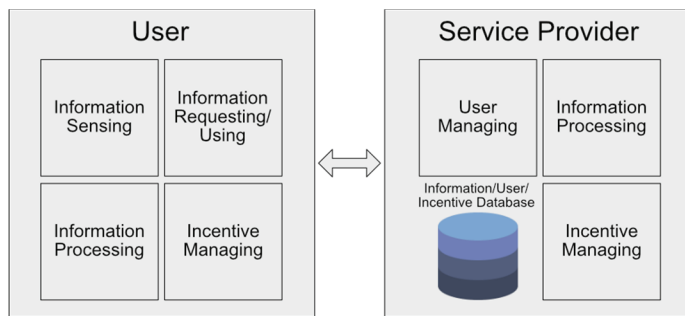 User
Information
Sensing
Information
Requesting/
Using
Information
Processing
Incentive
Managing
Service Provider
User
Managing
Information
Processing
Information/User/
Incentive Database
Incentive
Managing